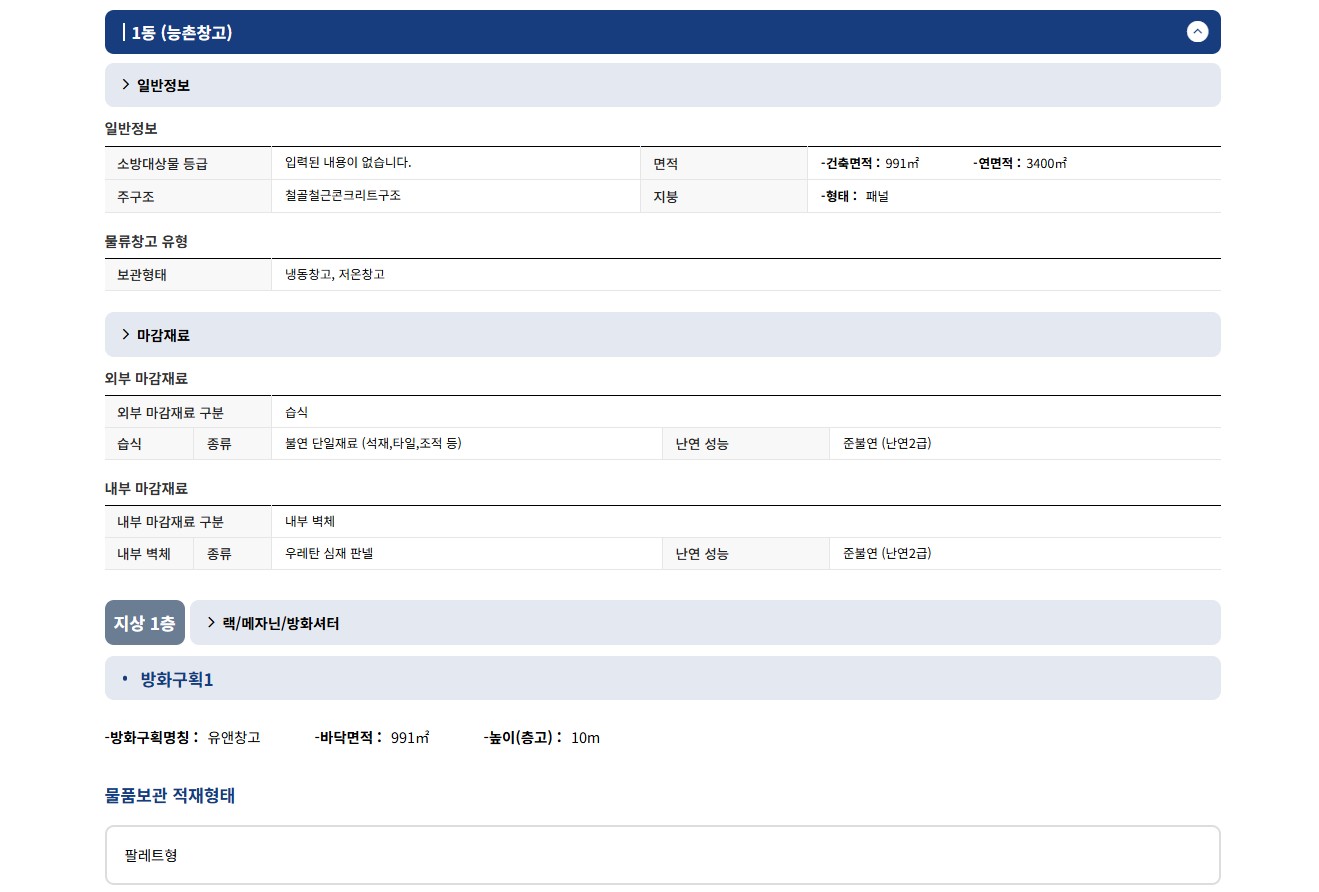 1동 (능촌창고)
> 일반정보
일반정보
소방대상물 등급 입력된 내용이 없습니다. 면적 -건축면적 : 991㎡ -연면적 : 3400㎡
주구조 철골철근콘크리트구조 지붕 -형태 : 패널
물류창고 유형
보관형태 냉동창고, 저온창고
> 마감재료
외부 마감재료
외부 마감재료 구분 습식
습식 종류 불연 단일재료 (석재,타일,조적 등) 난연 성능 준불연 (난연2급)
내부 마감재료
내부 마감재료 구분 내부 벽체
내부 벽체 종류 우레탄 심재 판넬 난연 성능 준불연 (난연2급)
지상 1층 > 랙/메자닌/방화셔터
• 방화구획1
-방화구획명칭 : 유앤창고 -바닥면적 : 991㎡ -높이(층고) : 10m
물품보관 적재형태
팔레트형